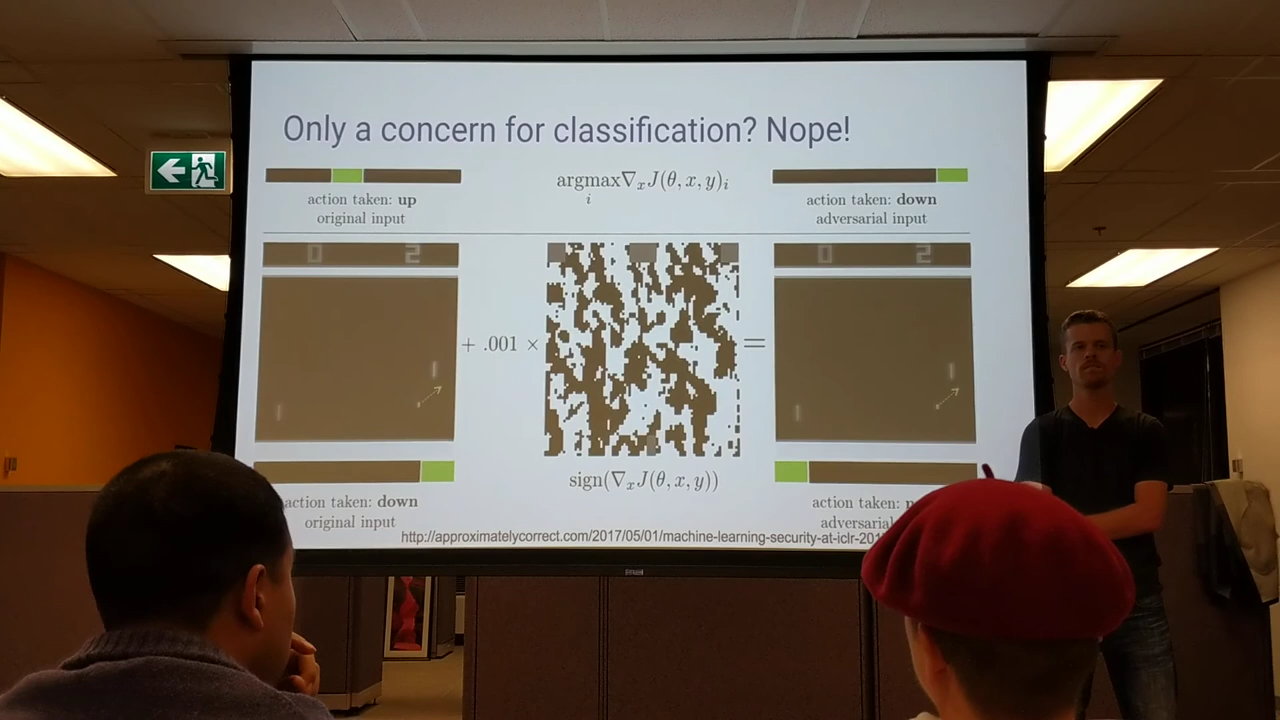 Only a concern for classification? Nope!
argmax∇ₓJ(θ, x, y)ᵢ
i
action taken: up
original input
action taken: down
adversarial input
0 2
0 2
+ .001 ×
=
sign(∇ₓJ(θ, x, y))
action taken: down
original input
action taken:
adversarial
http://approximatelycorrect.com/2017/05/01/machine-learning-security-at-iclr-201